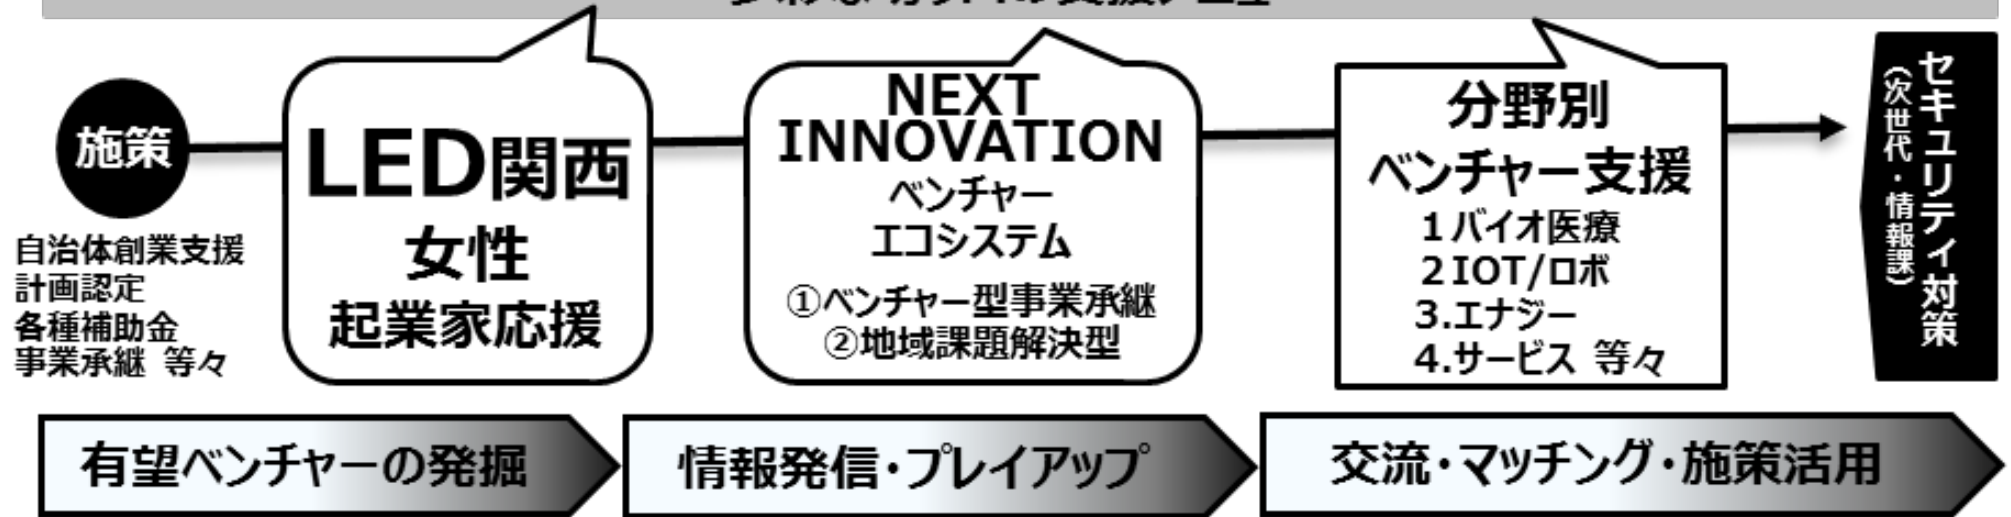 施策
自治体創業支援
計画認定
各種補助金
事業承継 等々
LED関西
女性
起業家応援
NEXT
INNOVATION
ベンチャー
エコシステム
①ベンチャー型事業承継
②地域課題解決型
分野別
ベンチャー支援
1バイオ医療
2IOT/ロボ
3.エナジー
4.サービス 等々
セキュリティ対策
(次世代・情報課)
有望ベンチャーの発掘
情報発信・プレイアップ
交流・マッチング・施策活用